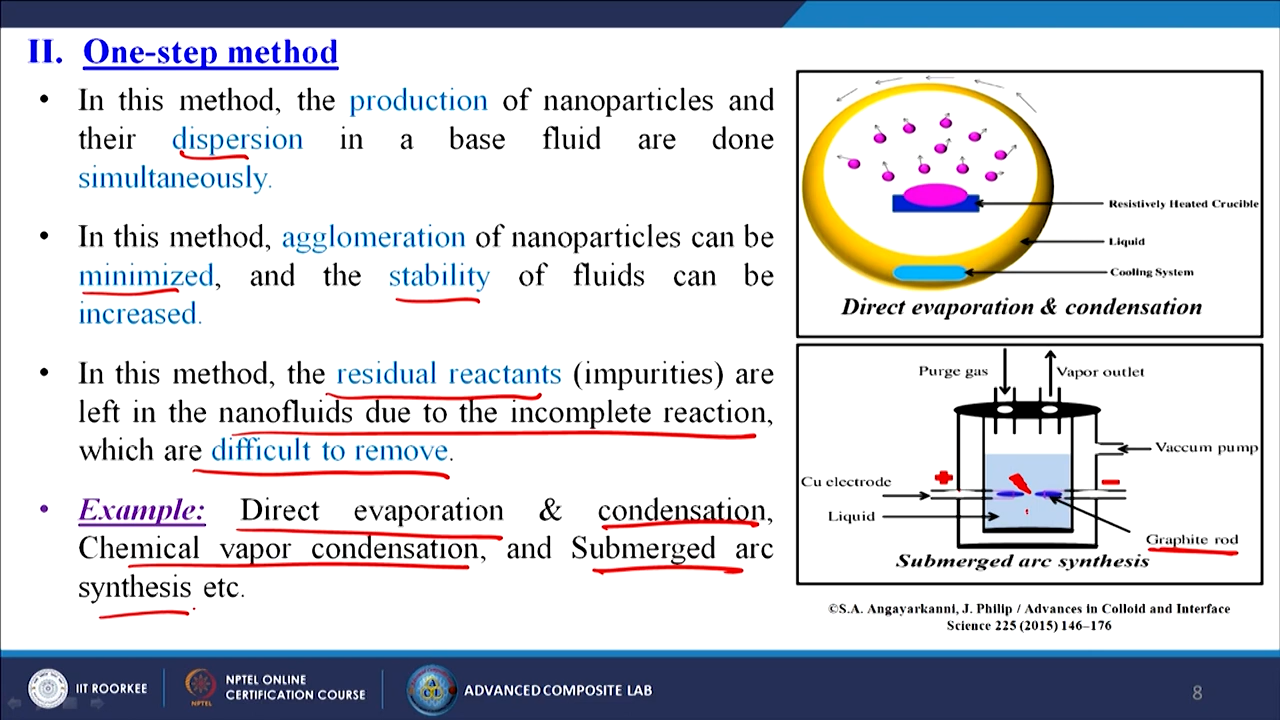 II. One-step method
• In this method, the production of nanoparticles and
their dispersion in a base fluid are done
simultaneously.
• In this method, agglomeration of nanoparticles can be
minimized, and the stability of fluids can be
increased.
• In this method, the residual reactants (impurities) are
left in the nanofluids due to the incomplete reaction,
which are difficult to remove.
• Example: Direct evaporation & condensation,
Chemical vapor condensation, and Submerged arc
synthesis etc.
Resistively Heated Crucible
Liquid
Cooling System
Direct evaporation & condensation
Purge gas
Vapor outlet
Vaccum pump
Cu electrode
+
−
Liquid
Graphite rod
Submerged arc synthesis
©S.A. Angayarkanni, J. Philip / Advances in Colloid and Interface
Science 225 (2015) 146–176
IIT ROORKEE
NPTEL
NPTEL ONLINE
CERTIFICATION COURSE
ACL
ADVANCED COMPOSITE LAB
8